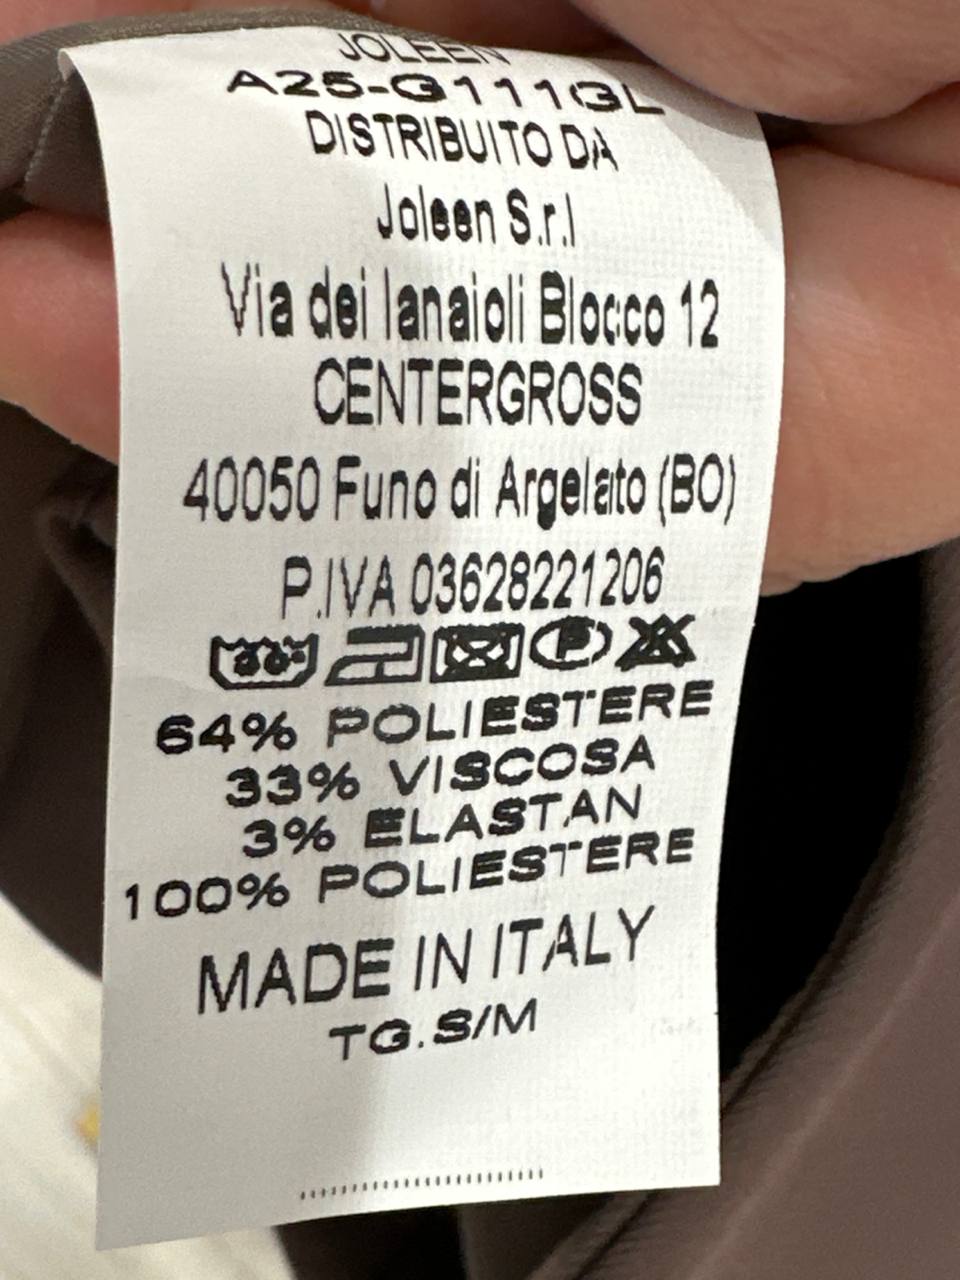 JOLEEN
A25-G111GL
DISTRIBUITO DA
Joleen S.r.l
Via dei lanaioli Blocco 12
CENTERGROSS
40050 Funo di Argelato (BO)
P.IVA 03628221206
P
64% POLIESTERE
33% VISCOSA
3% ELASTAN
100% POLIESTERE
MADE IN ITALY
TG.S/M